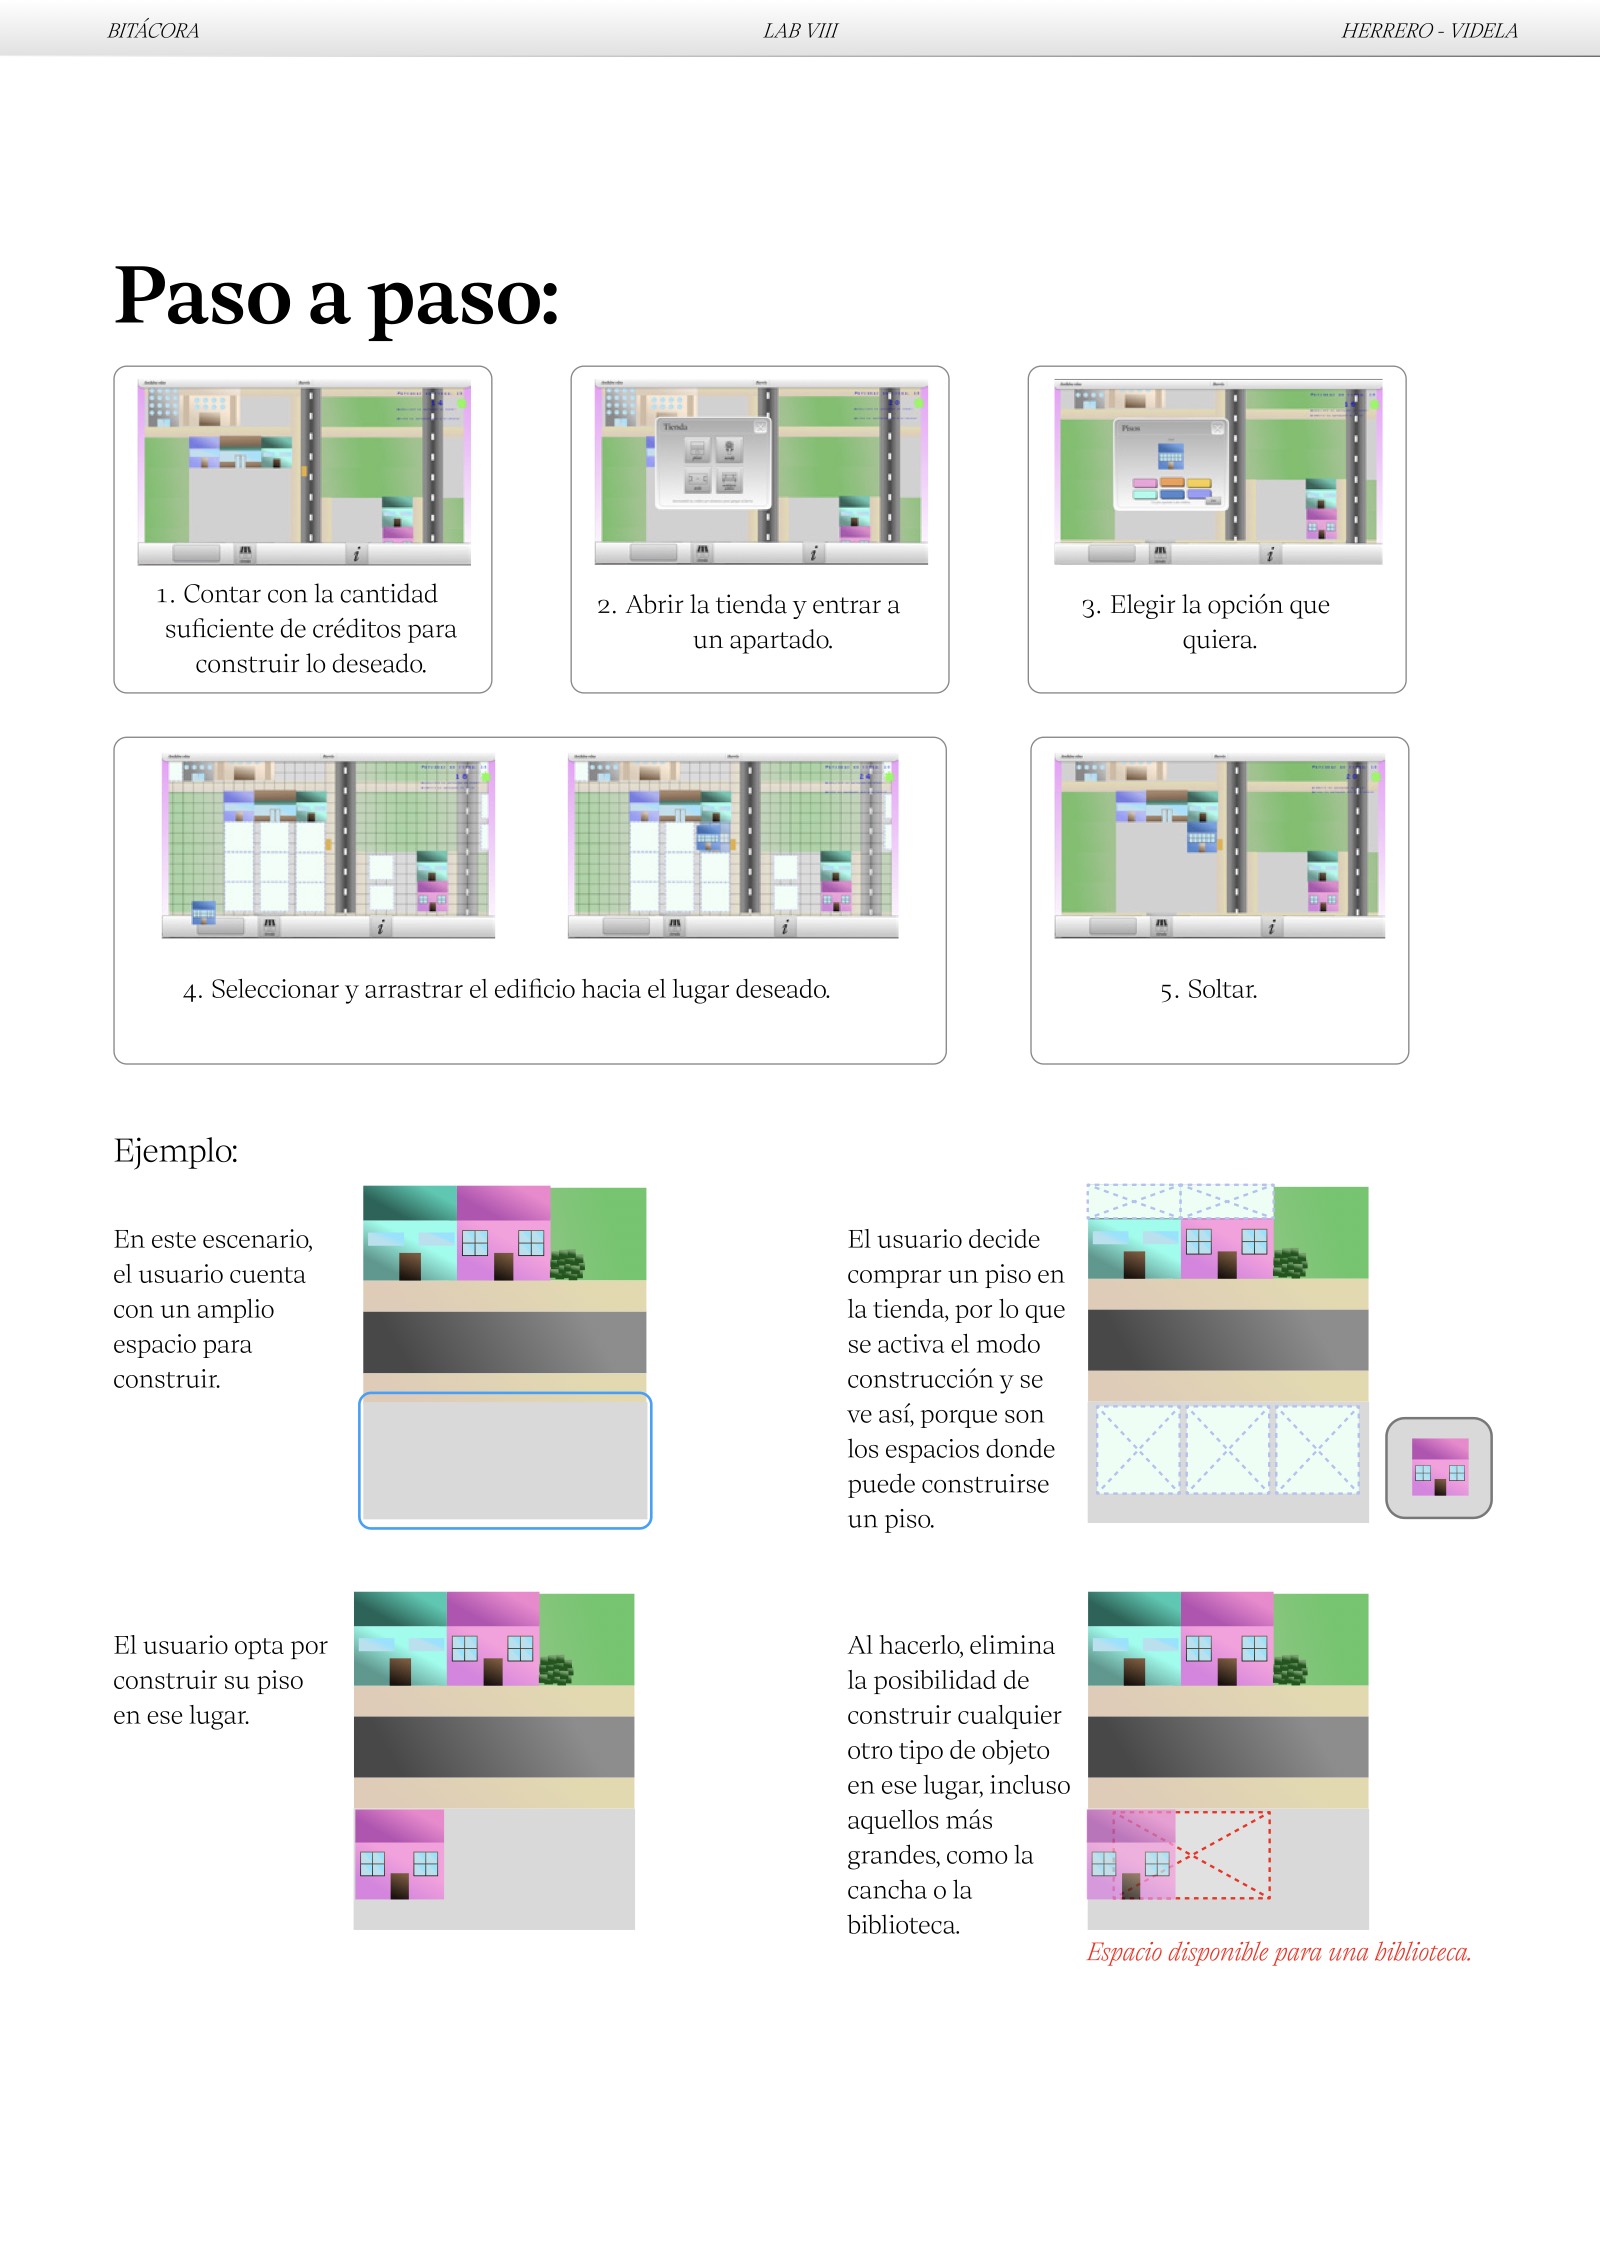 BITÁCORA
LAB VIII
HERRERO - VIDELA
Paso a paso:
1. Contar con la cantidad
suficiente de créditos para
construir lo deseado.
Tienda
2. Abrir la tienda y entrar a
un apartado.
Pisos
3. Elegir la opción que
quiera.
4. Seleccionar y arrastrar el edificio hacia el lugar deseado.
5. Soltar.
Ejemplo:
En este escenario,
el usuario cuenta
con un amplio
espacio para
construir.
El usuario decide
comprar un piso en
la tienda, por lo que
se activa el modo
construcción y se
ve así, porque son
los espacios donde
puede construirse
un piso.
El usuario opta por
construir su piso
en ese lugar.
Al hacerlo, elimina
la posibilidad de
construir cualquier
otro tipo de objeto
en ese lugar, incluso
aquellos más
grandes, como la
cancha o la
biblioteca.
Espacio disponible para una biblioteca.